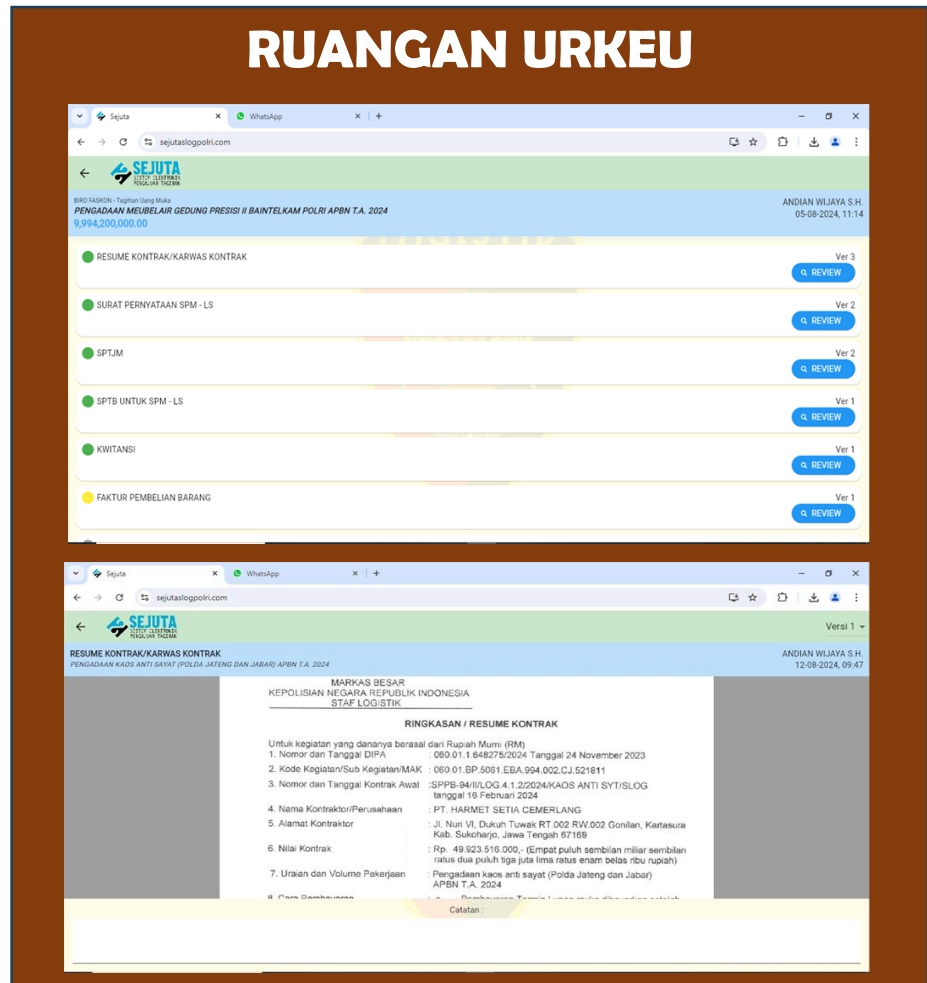 RUANGAN URKEU
Sejuta
WhatsApp
sejutaslogpolri.com
SEJUTA
SISTEM ELEKTRONIK
PENGAJUAN TAGIHAN
BIRO FASKON - Tagihan Uang Muka
PENGADAAN MEUBELAIR GEDUNG PRESISI II BAINTELKAM POLRI APBN T.A. 2024
9,994,200,000.00
ANDIAN WIJAYA S.H.
05-08-2024, 11:14
RESUME KONTRAK/KARWAS KONTRAK
Ver 3
REVIEW
SURAT PERNYATAAN SPM - LS
Ver 2
REVIEW
SPTJM
Ver 2
REVIEW
SPTB UNTUK SPM - LS
Ver 1
REVIEW
KWITANSI
Ver 1
REVIEW
FAKTUR PEMBELIAN BARANG
Ver 1
REVIEW
Sejuta
WhatsApp
sejutaslogpolri.com
SEJUTA
SISTEM ELEKTRONIK
PENGAJUAN TAGIHAN
Versi 1
RESUME KONTRAK/KARWAS KONTRAK
PENGADAAN KAOS ANTI SAYAT (POLDA JATENG DAN JABAR) APBN T.A. 2024
ANDIAN WIJAYA S.H.
12-08-2024, 09:47
MARKAS BESAR
KEPOLISIAN NEGARA REPUBLIK INDONESIA
STAF LOGISTIK
RINGKASAN / RESUME KONTRAK
Untuk kegiatan yang dananya berasal dari Rupiah Murni (RM)
1. Nomor dan Tanggal DIPA : 060.01.1.648275/2024 Tanggal 24 November 2023
2. Kode Kegiatan/Sub Kegiatan/MAK : 060.01.BP.5061.EBA.994.002.CJ.521811
3. Nomor dan Tanggal Kontrak Awal :SPPB-94/II/LOG.4.1.2/2024/KAOS ANTI SYT/SLOG
tanggal 16 Februari 2024
4. Nama Kontraktor/Perusahaan : PT. HARMET SETIA CEMERLANG
5. Alamat Kontraktor : Jl. Nuri VI, Dukuh Tuwak RT.002 RW.002 Gonilan, Kartasura
Kab. Sukoharjo, Jawa Tengah 67169
6. Nilai Kontrak : Rp. 49.923.516.000,- (Empat puluh sembilan miliar sembilan
ratus dua puluh tiga juta lima ratus enam belas ribu rupiah)
7. Uraian dan Volume Pekerjaan : Pengadaan kaos anti sayat (Polda Jateng dan Jabar)
APBN T.A. 2024
Catatan :